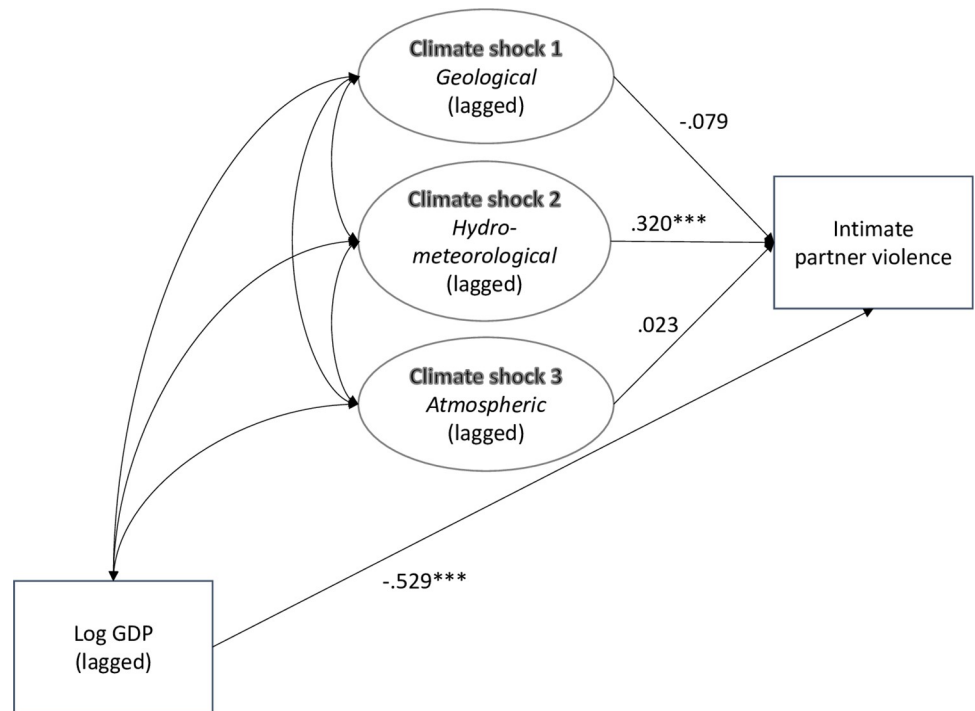 Climate shock 1
Geological
(lagged)
-.079
Climate shock 2
Hydro-
meteorological
(lagged)
.320***
Intimate
partner violence
.023
Climate shock 3
Atmospheric
(lagged)
-.529***
Log GDP
(lagged)